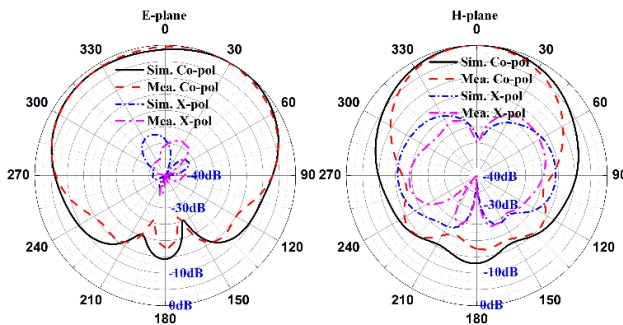 E-plane
0
330
30
300
60
270
90
240
120
210
150
180
Sim. Co-pol
Mea. Co-pol
Sim. X-pol
Mea. X-pol
-40dB
-30dB
-10dB
0dB
H-plane
0
330
30
300
60
270
90
240
120
210
150
180
Sim. Co-pol
Mea. Co-pol
Sim. X-pol
Mea. X-pol
-40dB
-30dB
-10dB
0dB